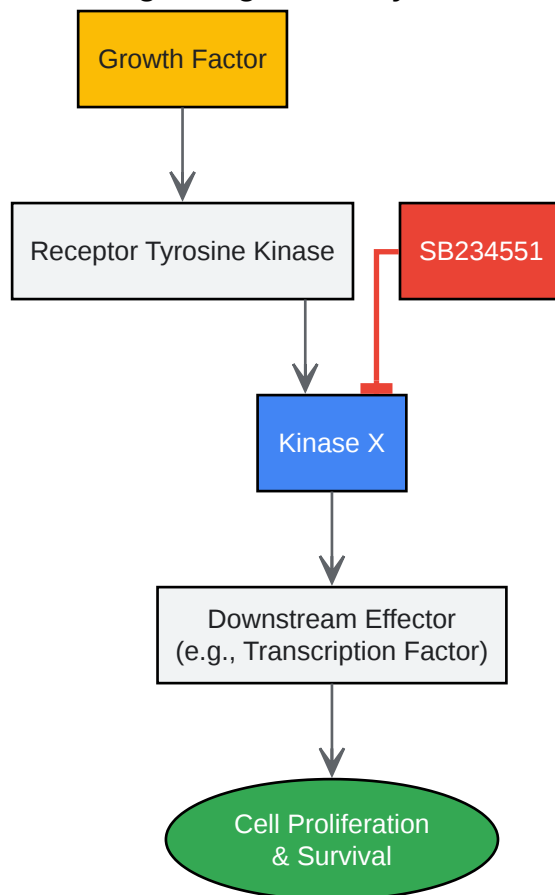 Growth Factor
Receptor Tyrosine Kinase
SB234551
Kinase X
Downstream Effector
(e.g., Transcription Factor)
Cell Proliferation
& Survival